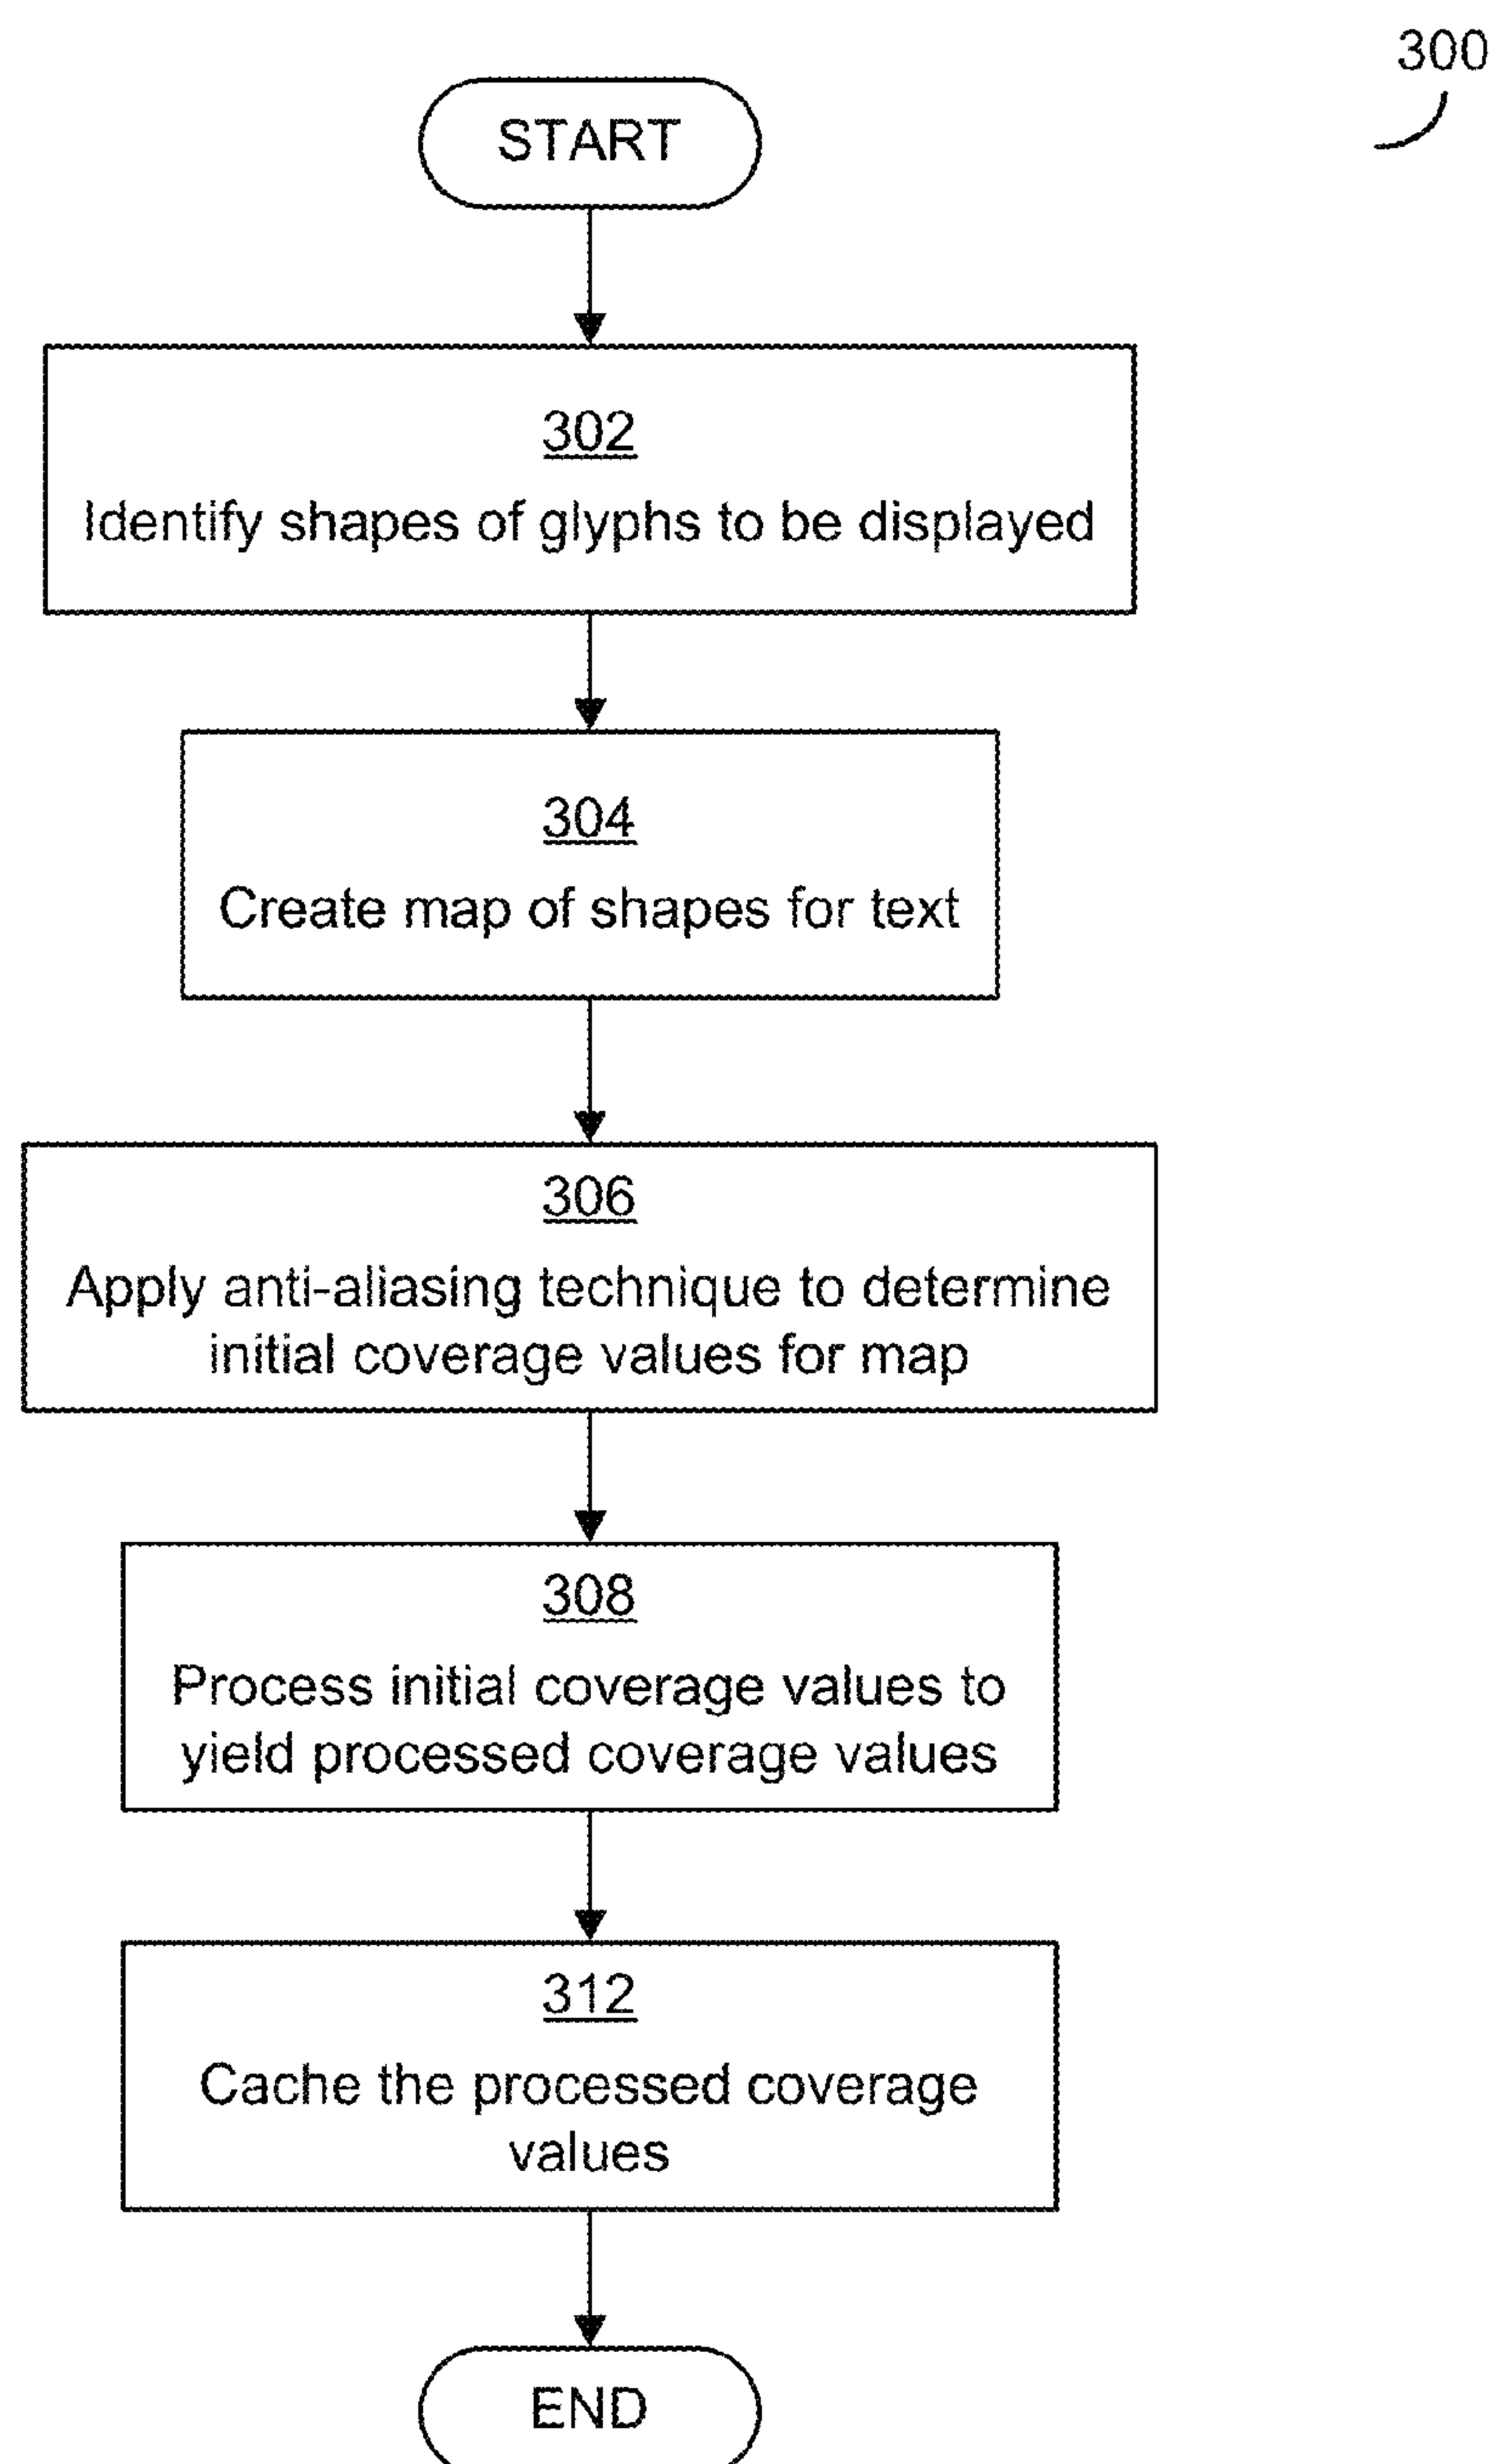 300
START
302
Identify shapes of glyphs to be displayed
304
Create map of shapes for text
306
Apply anti-aliasing technique to determine
initial coverage values for map
308
Process initial coverage values to
yield processed coverage values
312
Cache the processed coverage
values
END